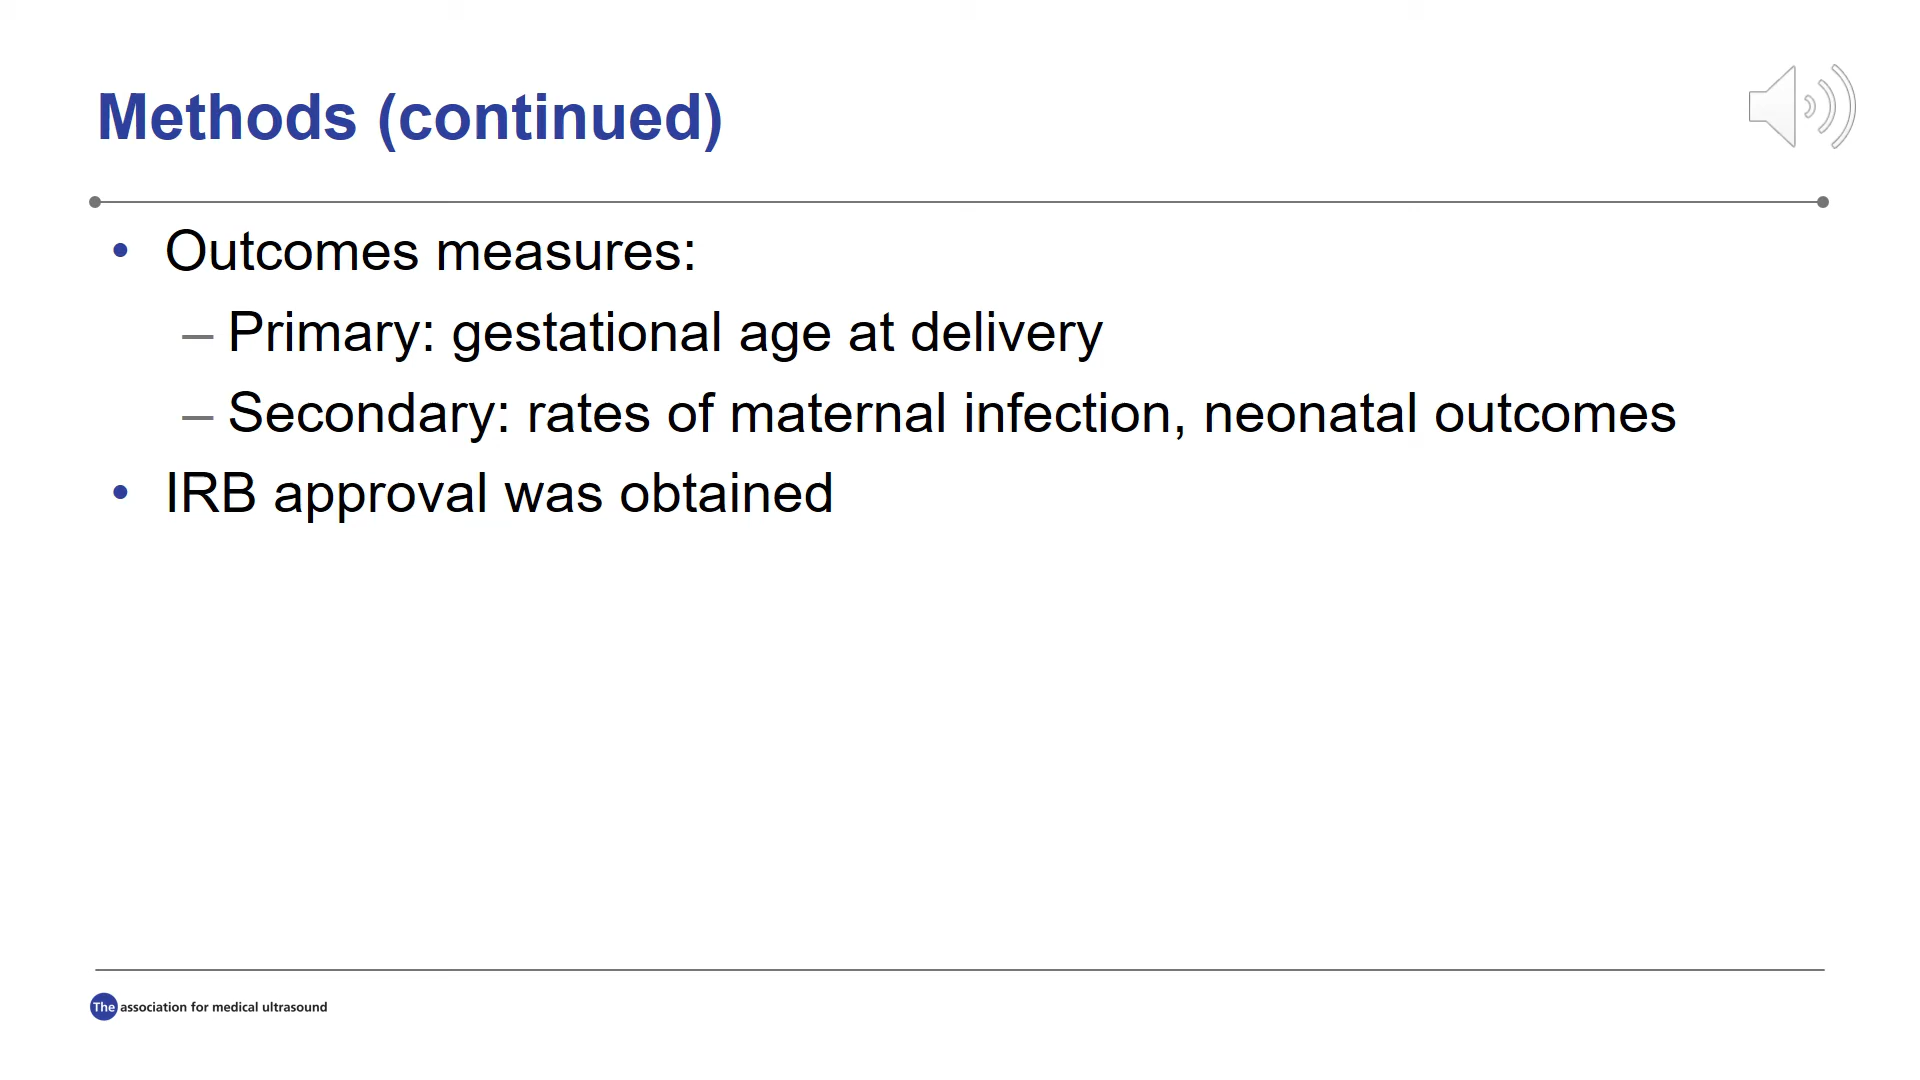 Methods (continued)
• Outcomes measures:
– Primary: gestational age at delivery
– Secondary: rates of maternal infection, neonatal outcomes
• IRB approval was obtained
The association for medical ultrasound